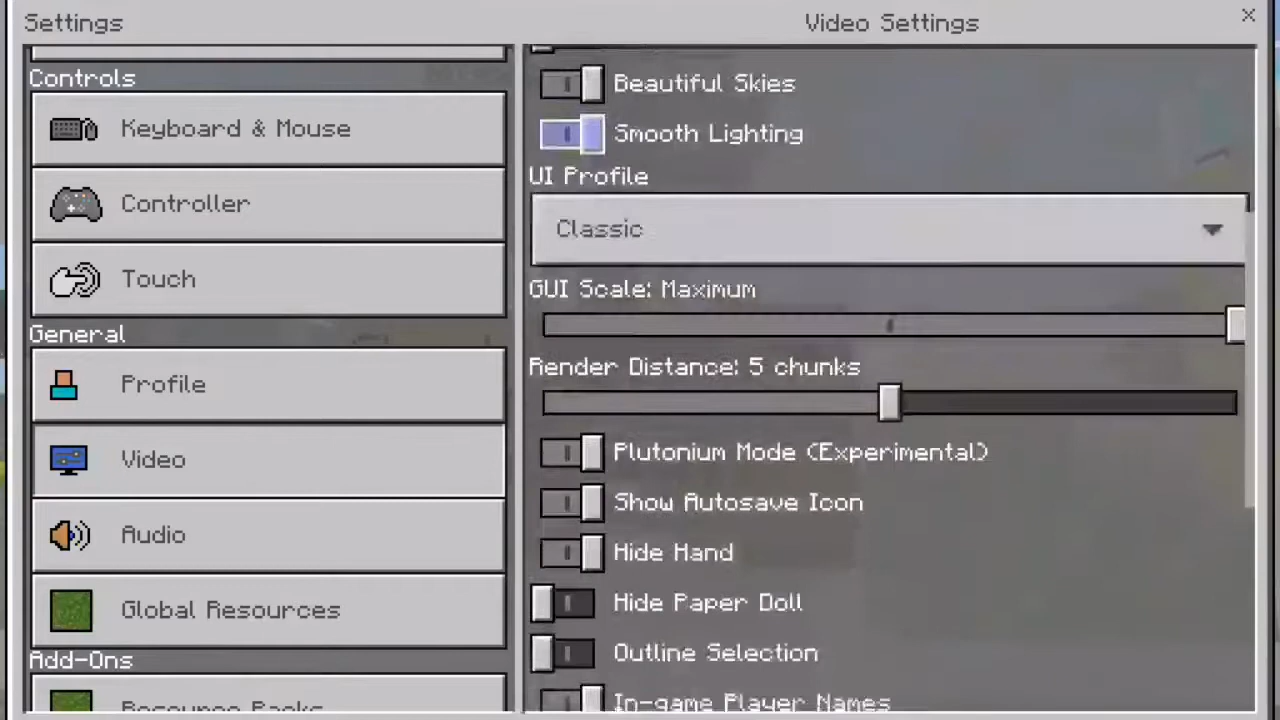 Settings
Video Settings
Controls
Keyboard & Mouse
Controller
Touch
General
Profile
Video
Audio
Global Resources
Add-Ons
Resource Packs
Beautiful Skies
Smooth Lighting
UI Profile
Classic
GUI Scale: Maximum
Render Distance: 5 chunks
Plutonium Mode (Experimental)
Show Autosave Icon
Hide Hand
Hide Paper Doll
Outline Selection
In-game Player Names